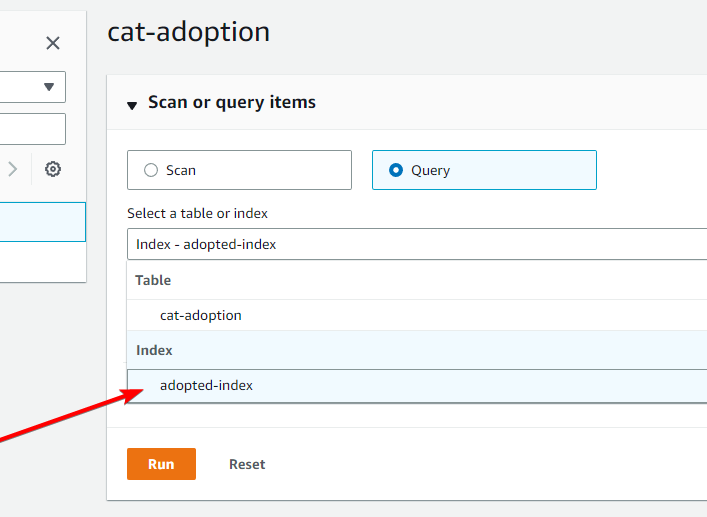 cat-adoption
Scan or query items
Scan
Query
Select a table or index
Index - adopted-index
Table
cat-adoption
Index
adopted-index
Run
Reset